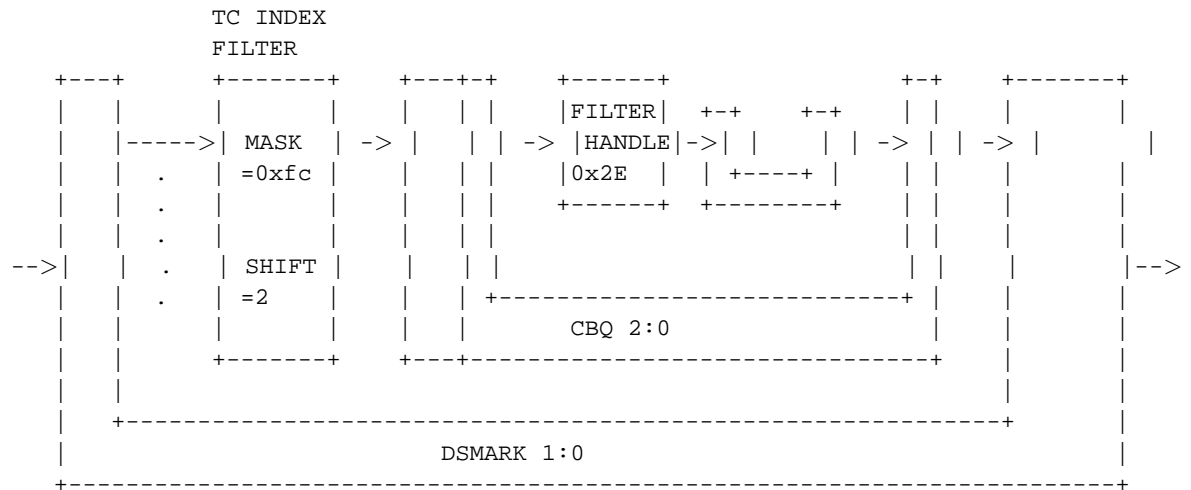 TC INDEX
FILTER
+---+ +-------+ +---+-+ +------+ +-+ +-------+
| | | | | | | |FILTER| +-+ +-+ | | | |
| |----->| MASK | -> | | | -> |HANDLE|->| | | | -> | | -> | |
| | . | =0xfc | | | | |0x2E | | +----+ | | | | |
| | . | | | | | +------+ +--------+ | | | |
| | . | | | | | | | | |
-->| | . | SHIFT | | | | | | | |-->
| | . | =2 | | | +----------------------------+ | | |
| | | | | | CBQ 2:0 | | |
| | +-------+ +---+--------------------------------+ | |
| | | |
| +-------------------------------------------------------------+ |
| DSMARK 1:0 |
+-------------------------------------------------------------------------+